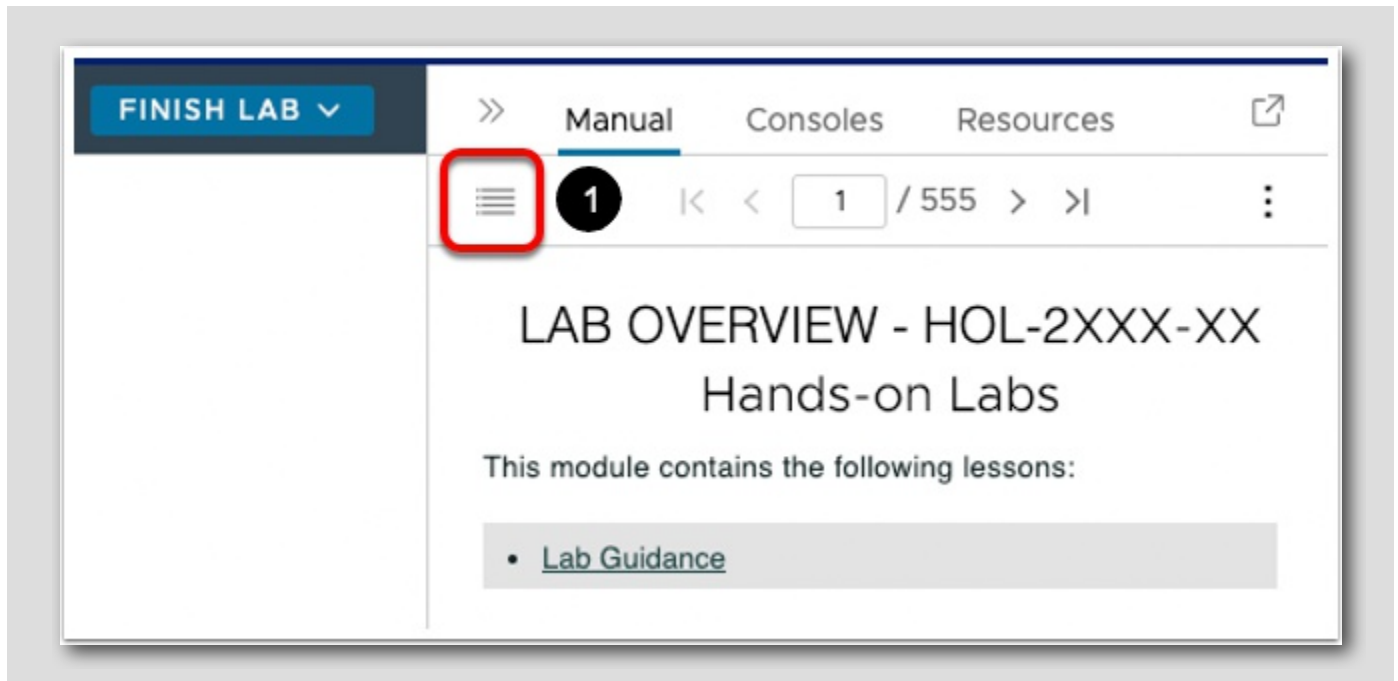 FINISH LAB
Manual Consoles Resources
1 1 / 555
LAB OVERVIEW - HOL-2XXX-XX
Hands-on Labs
This module contains the following lessons:
• Lab Guidance